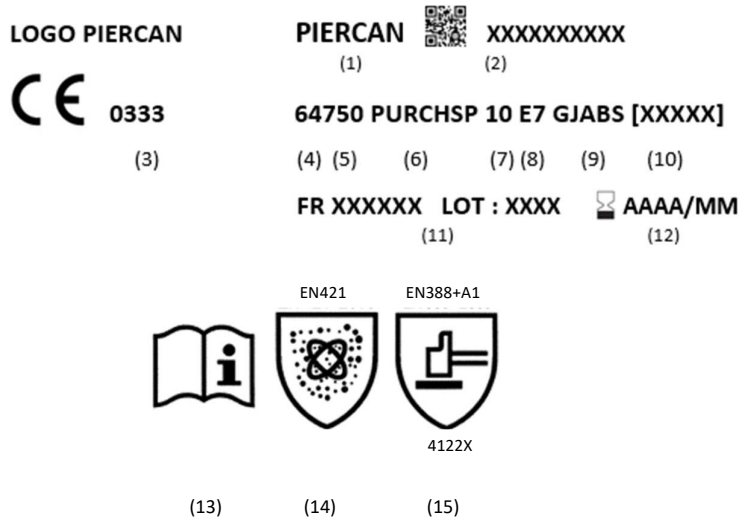 LOGO PIERCAN PIERCAN XXXXXXXXXX
(1) (2)
CE 0333 64750 PURCHSP 10 E7 GJABS [XXXXX]
(3) (4) (5) (6) (7) (8) (9) (10)
FR XXXXXX LOT : XXXX AAAA/MM
(11) (12)
EN421 EN388+A1
i
4122X
(13) (14) (15)